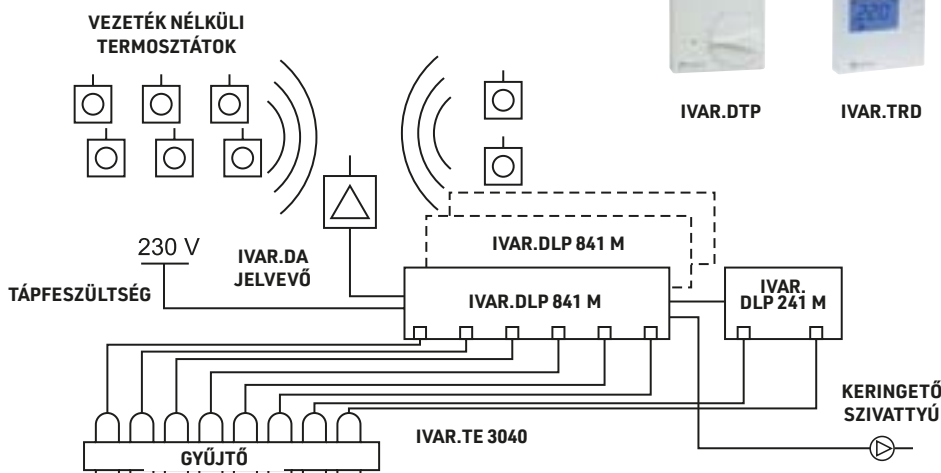 VEZETÉK NÉLKÜLI
TERMOSZTÁTOK
220
IVAR.DTP
IVAR.TRD
230 V
TÁPFESZÜLTSÉG
IVAR.DA
JELVEVŐ
IVAR.DLP 841 M
IVAR.DLP 841 M
IVAR.
DLP 241 M
KERINGETŐ
SZIVATTYÚ
IVAR.TE 3040
GYŰJTŐ